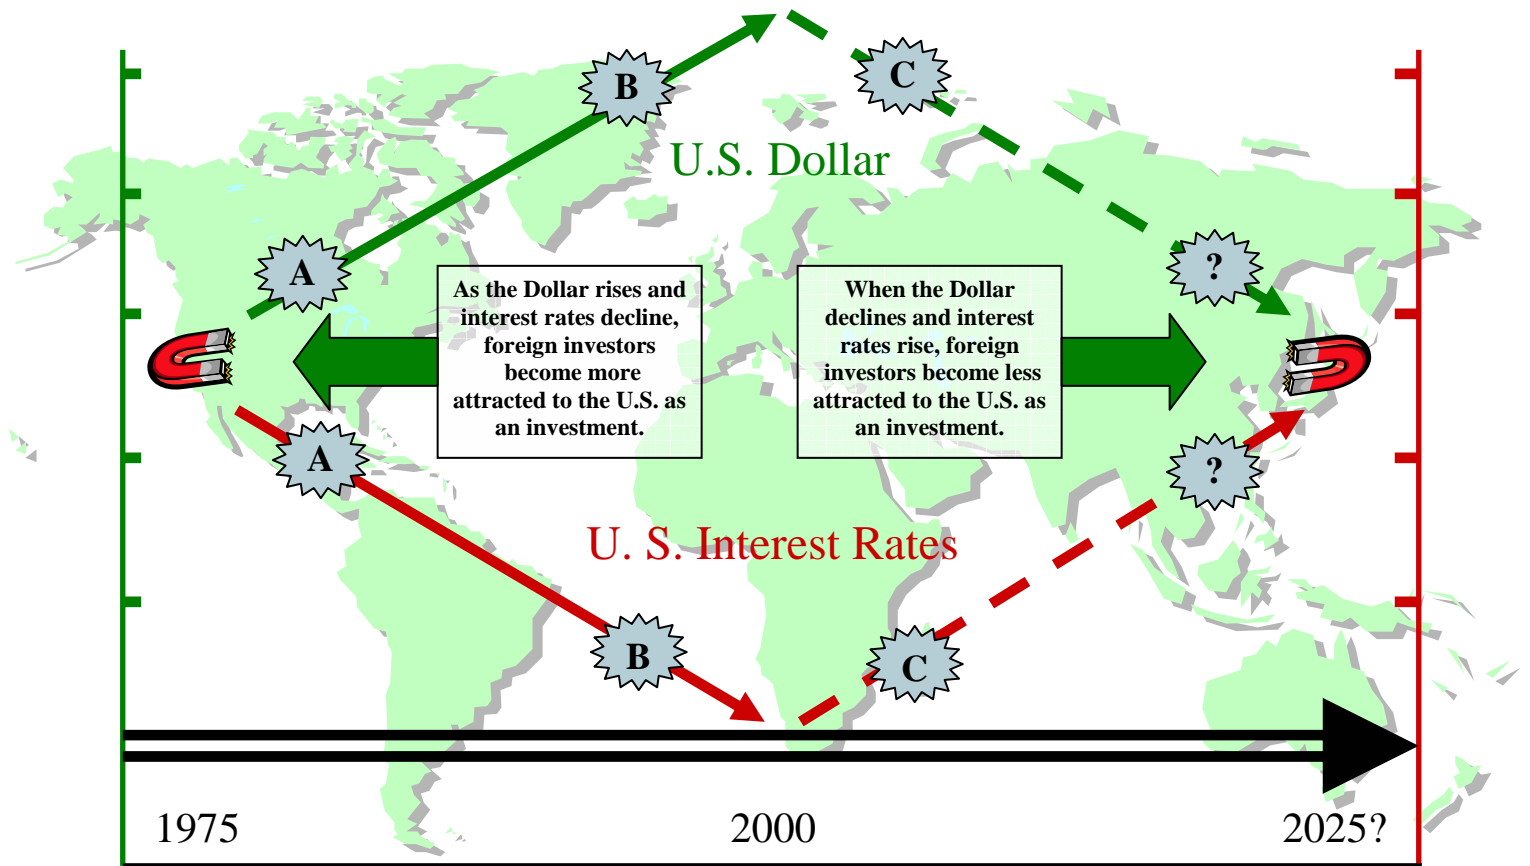 B
C
U.S. Dollar
A
?
As the Dollar rises and
interest rates decline,
foreign investors
become more
attracted to the U.S. as
an investment.
When the Dollar
declines and interest
rates rise, foreign
investors become less
attracted to the U.S. as
an investment.
A
?
U. S. Interest Rates
B
C
1975
2000
2025?